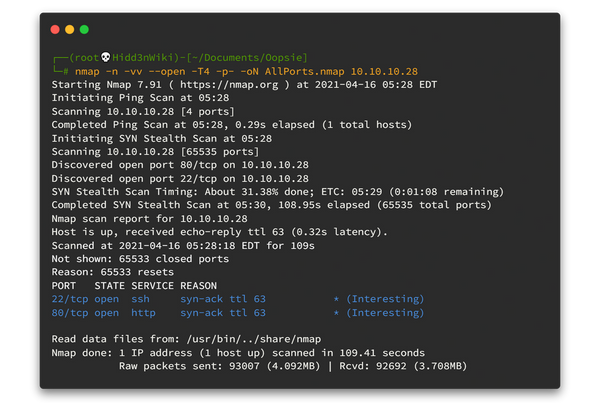 ┌──(root💀Hidd3nWiki)-[~/Documents/Oopsie]
└─# nmap -n -vv --open -T4 -p- -oN AllPorts.nmap 10.10.10.28
Starting Nmap 7.91 ( https://nmap.org ) at 2021-04-16 05:28 EDT
Initiating Ping Scan at 05:28
Scanning 10.10.10.28 [4 ports]
Completed Ping Scan at 05:28, 0.29s elapsed (1 total hosts)
Initiating SYN Stealth Scan at 05:28
Scanning 10.10.10.28 [65535 ports]
Discovered open port 80/tcp on 10.10.10.28
Discovered open port 22/tcp on 10.10.10.28
SYN Stealth Scan Timing: About 31.38% done; ETC: 05:29 (0:01:08 remaining)
Completed SYN Stealth Scan at 05:30, 108.95s elapsed (65535 total ports)
Nmap scan report for 10.10.10.28
Host is up, received echo-reply ttl 63 (0.32s latency).
Scanned at 2021-04-16 05:28:18 EDT for 109s
Not shown: 65533 closed ports
Reason: 65533 resets
PORT   STATE SERVICE REASON
22/tcp open  ssh     syn-ack ttl 63           * (Interesting)
80/tcp open  http    syn-ack ttl 63           * (Interesting)
Read data files from: /usr/bin/../share/nmap
Nmap done: 1 IP address (1 host up) scanned in 109.41 seconds
           Raw packets sent: 93007 (4.092MB) | Rcvd: 92692 (3.708MB)